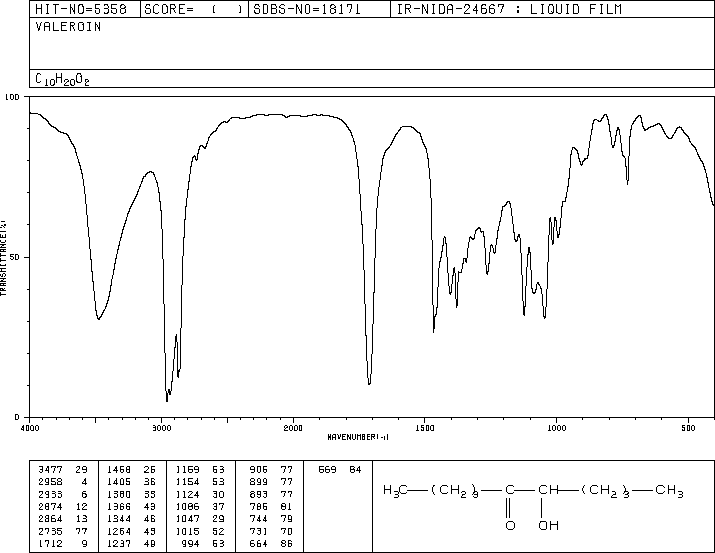 HIT-NO=5358 SCORE= ( ) SDBS-NO=18171 IR-NIDA-24667 : LIQUID FILM
VALEROIN
C10H20O2
100
50
0
TRANSMITTANCE(%)
4000 3000 2000 1500 1000 500
WAVENUMBER(-1)
3477 29 1468 26 1169 63 906 77 669 84
2958 4 1405 36 1154 53 899 77
2933 6 1380 33 1124 30 893 77
2874 12 1366 43 1086 37 786 81
2864 13 1344 46 1047 29 744 79
2735 77 1264 43 1015 52 731 70
1712 9 1237 49 994 53 664 86
H3C—(CH2)3—C—CH—(CH2)3—CH3
O OH